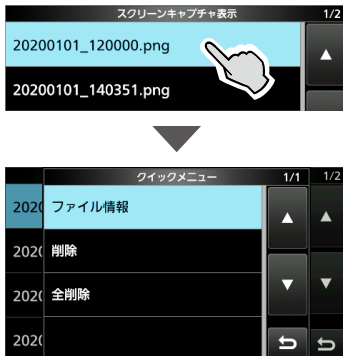 スクリーンキャプチャ表示 1/2
20200101_120000.png
20200101_140351.png
クイックメニュー 1/1 1/2
202( ファイル情報
202( 削除
202( 全削除
202(